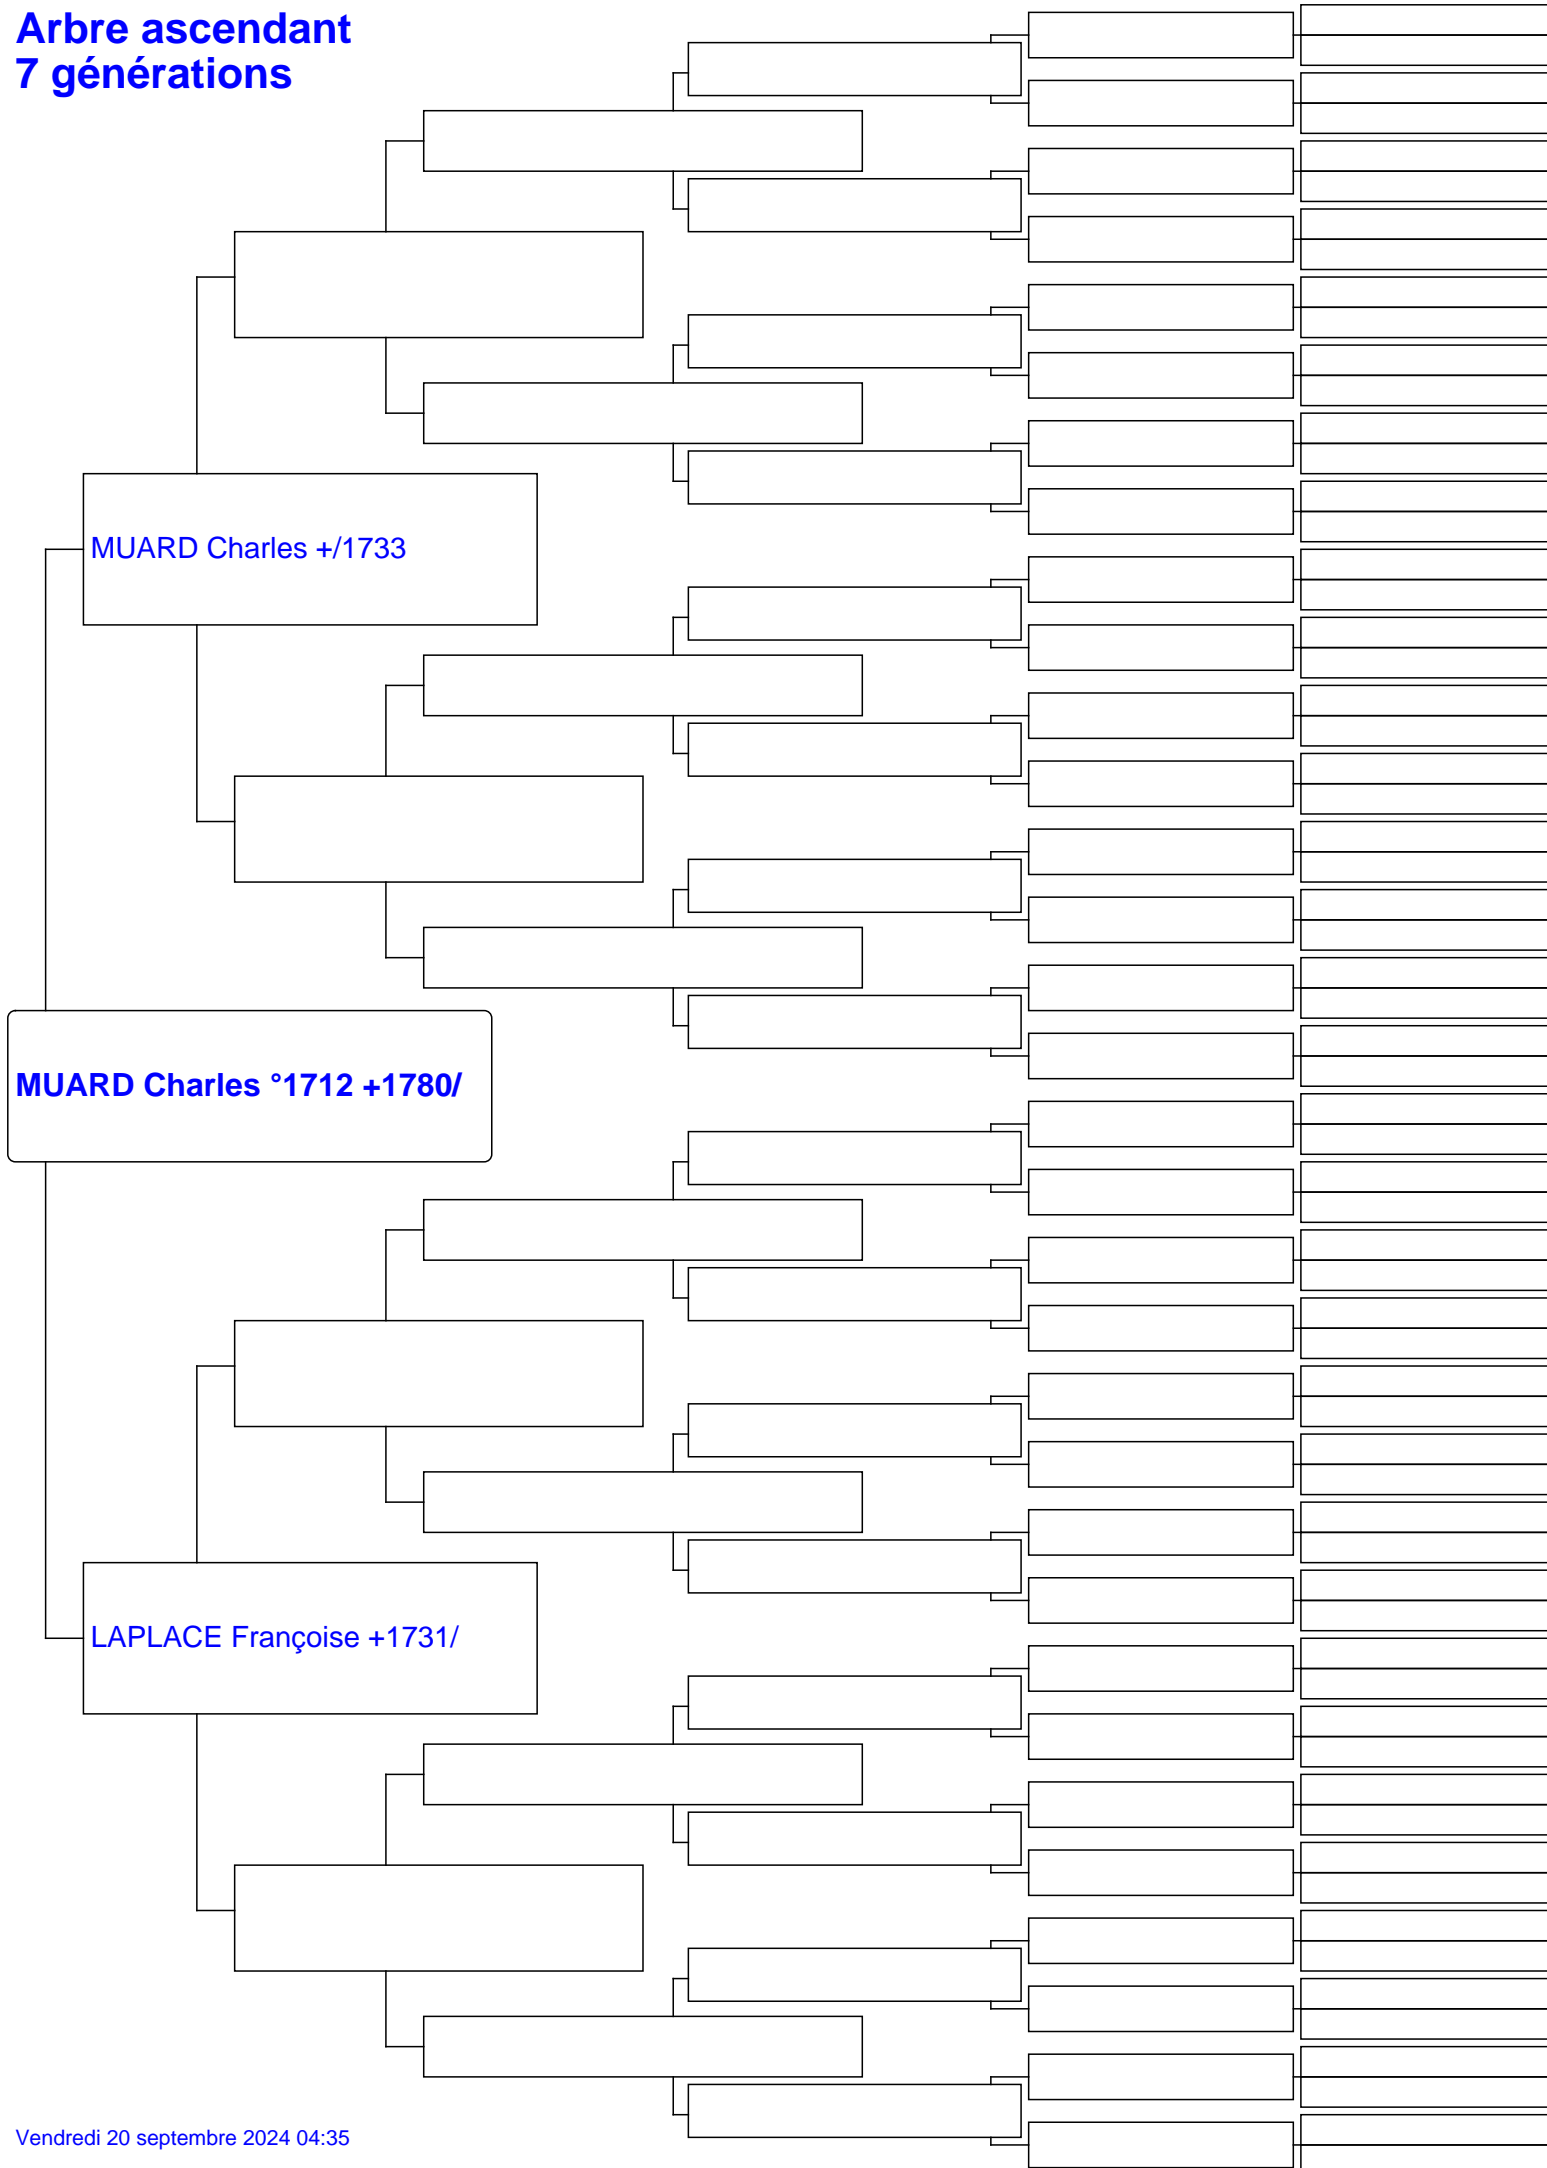 Arbre ascendant
7 générations
MUARD Charles +/1733
MUARD Charles °1712 +1780/
LAPLACE Françoise +1731/
Vendredi 20 septembre 2024 04:35